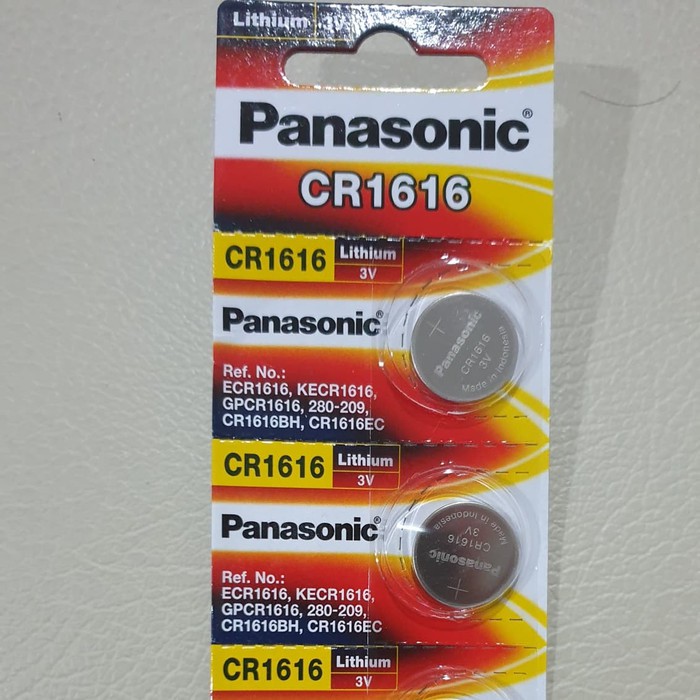 Lithium 3V
Panasonic®
CR1616
CR1616 Lithium
3V
Panasonic®
Ref. No.:
ECR1616, KECR1616,
GPCR1616, 280-209,
CR1616BH, CR1616EC
+
Panasonic
CR1616
3V
Made in Indonesia
CR1616 Lithium
3V
Panasonic®
Ref. No.:
ECR1616, KECR1616,
GPCR1616, 280-209,
CR1616BH, CR1616EC
+
Panasonic
CR1616
3V
Made in Indonesia
CR1616 Lithium
3V